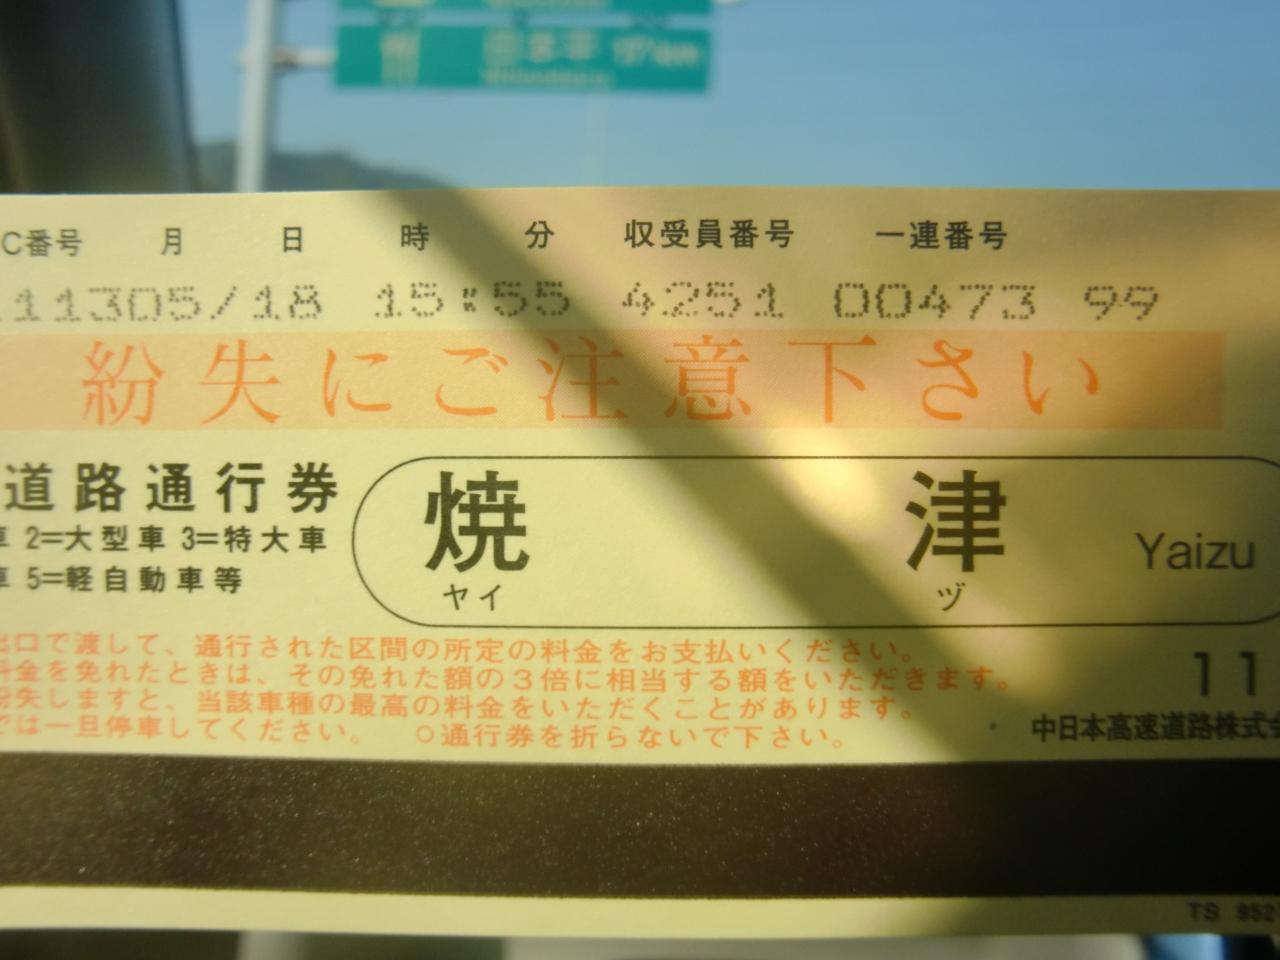 日本平 17km
C番号 月 日 時 分 収受員番号 一連番号
11305/18 15:55 4251 00473 99
紛失にご注意下さい
道路通行券
車 2=大型車 3=特大車
車 5=軽自動車等
焼津 Yaizu
ヤイ ヅ
出口で渡して、通行された区間の所定の料金をお支払いください。
料金を免れたときは、その免れた額の3倍に相当する額をいただきます。
紛失しますと、当該車種の最高の料金をいただくことがあります。
では一旦停車してください。 ○通行券を折らないで下さい。
11
中日本高速道路株式会
TS 952